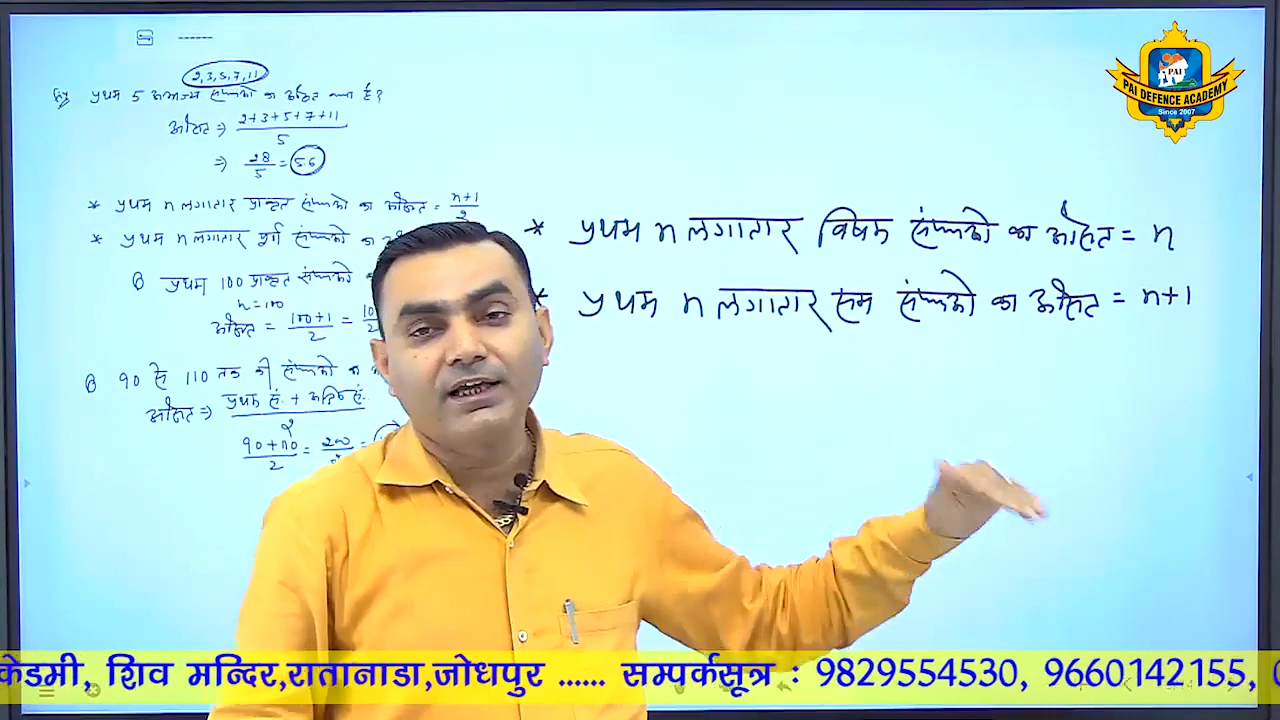 2,3,5,7,11
प्रथम 5 अभाज्य संख्याओं का औसत क्या है?
औसत ⇒ 2+3+5+7+11 / 5
⇒ 28/5 = 5.6
* प्रथम n लगातार प्राकृत संख्याओं का औसत = n+1 / 2
* प्रथम n लगातार पूर्ण संख्याओं का
Q प्रथम 100 प्राकृत संख्याओं
n=100
औसत = 100+1 / 2 =
Q 90 से 110 तक की संख्याओं का
औसत ⇒ प्रथम सं. + अन्तिम सं. / 2
90+110 / 2 = 200
* प्रथम n लगातार विषम संख्याओं का औसत = n
* प्रथम n लगातार सम संख्याओं का औसत = n+1
PAI
PAI DEFENCE ACADEMY
Since 2007
केडमी, शिव मन्दिर,रातानाडा,जोधपुर ...... सम्पर्कसूत्र : 9829554530, 9660142155,